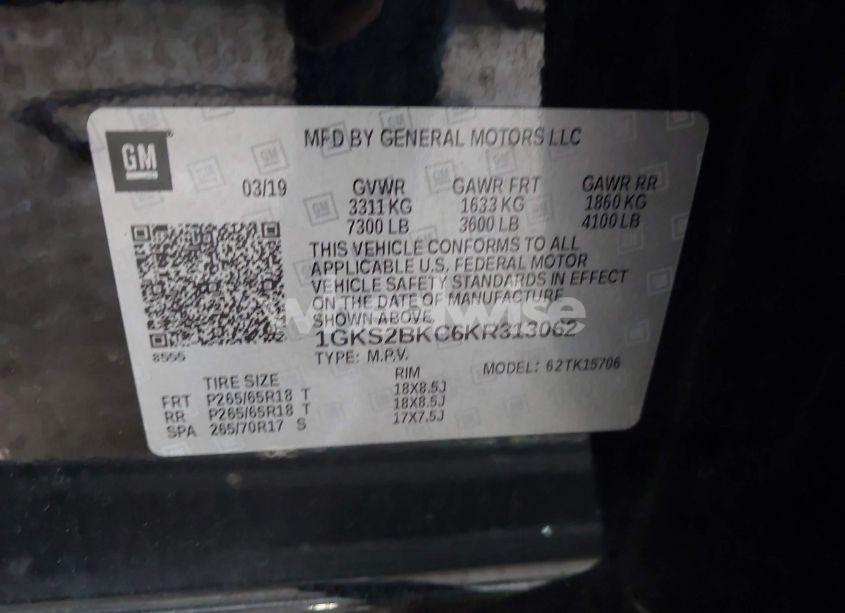 GM
MFD BY GENERAL MOTORS LLC
03/19 GVWR GAWR FRT GAWR RR
3311 KG 1633 KG 1860 KG
7300 LB 3600 LB 4100 LB
THIS VEHICLE CONFORMS TO ALL
APPLICABLE U.S. FEDERAL MOTOR
VEHICLE SAFETY STANDARDS IN EFFECT
ON THE DATE OF MANUFACTURE
SHOWN ABOVE.
1GKS2BKC6KR313062
8555
TYPE: M.P.V. MODEL: 62TK15706
TIRE SIZE RIM
FRT P265/65R18 T 18X8.5J
RR P265/65R18 T 18X8.5J
SPA 265/70R17 S 17X7.5J